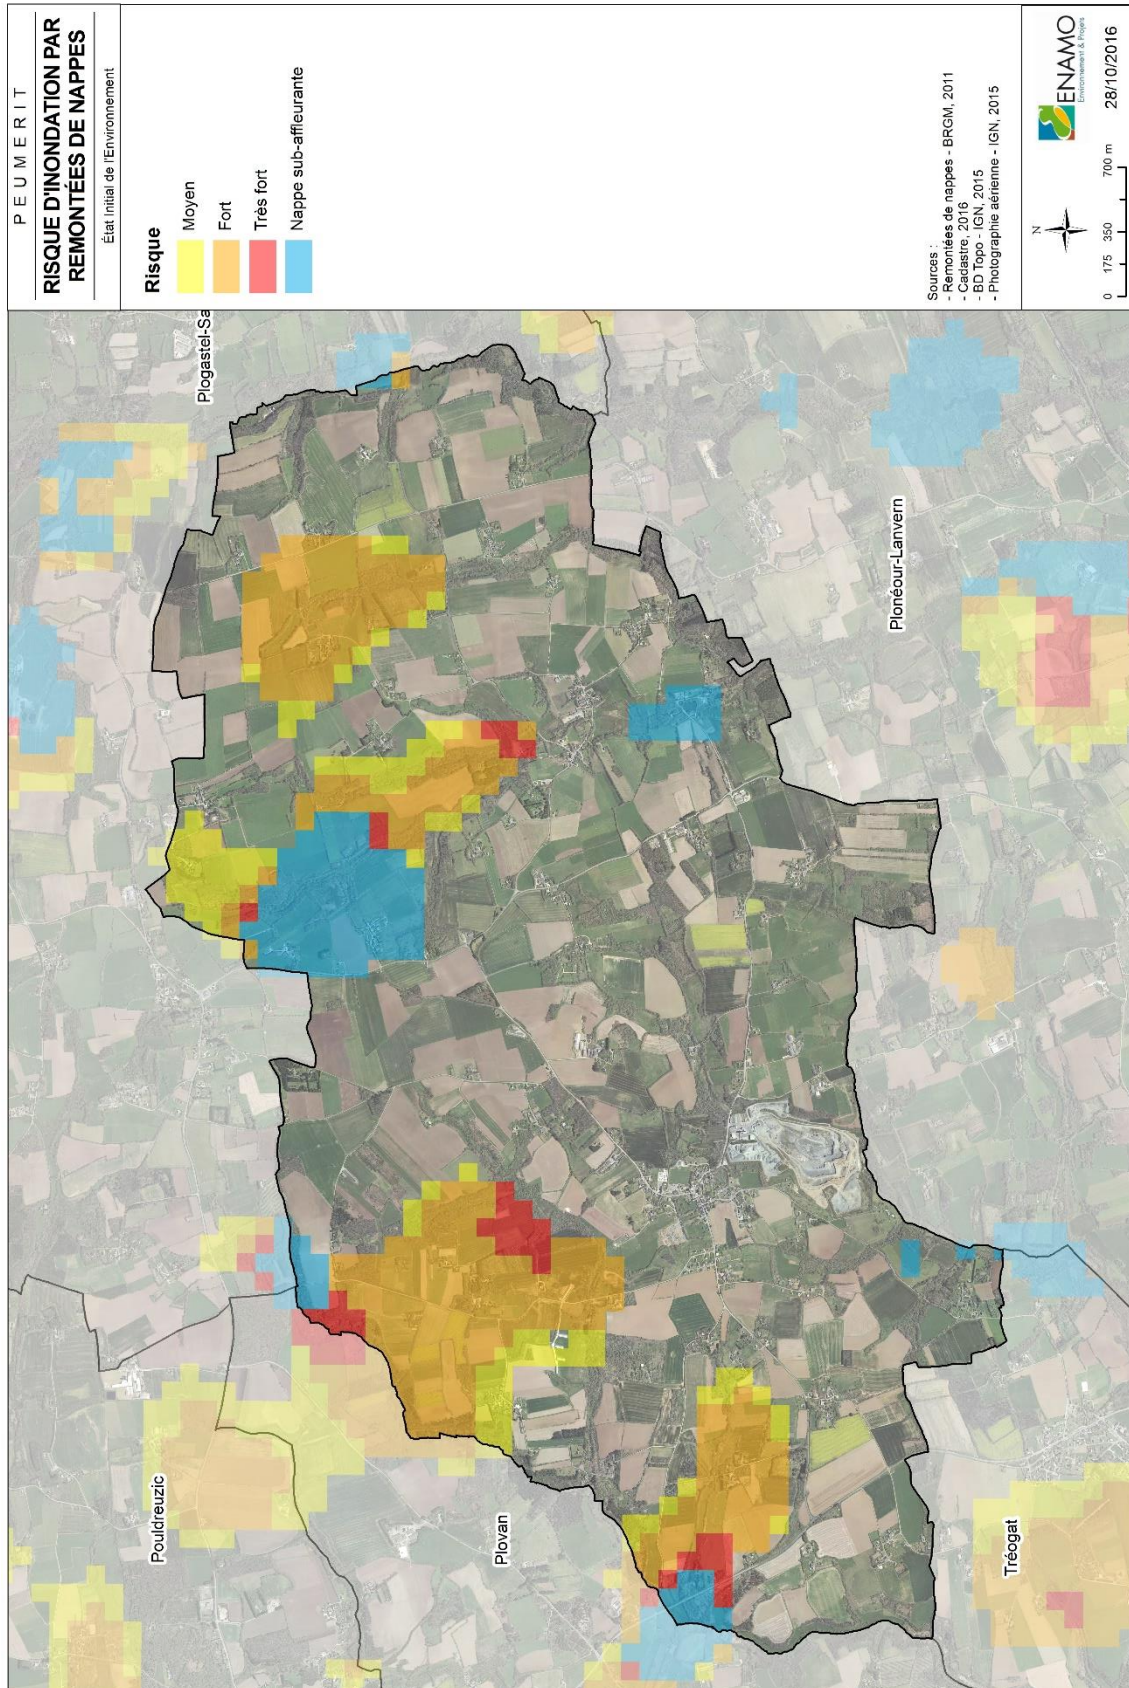 PEUMERIT
RISQUE D'INONDATION PAR
REMONTÉES DE NAPPES
État Initial de l'Environnement
Risque
Moyen
Fort
Très fort
Nappe sub-affleurante
Sources :
- Remontées de nappes - BRGM, 2011
- Cadastre, 2016
- BD Topo - IGN, 2015
- Photographie aérienne - IGN, 2015
N
0 175 350 700 m
ENAMO
Environnement & Projets
28/10/2016
Plogastel-Sa
Pouldreuzic
Plovan
Plonéour-Lanvern
Tréogat